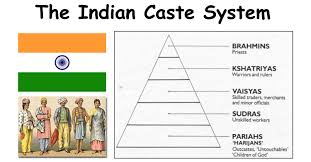 The Indian Caste System
BRAHMINS
Priests
KSHATRIYAS
Warriors and rulers
VAISYAS
Skilled traders, merchants
and minor officials
SUDRAS
Unskilled workers
PARIAHS
'HARIJANS'
Outcastes, 'Untouchables'
'Children of God'